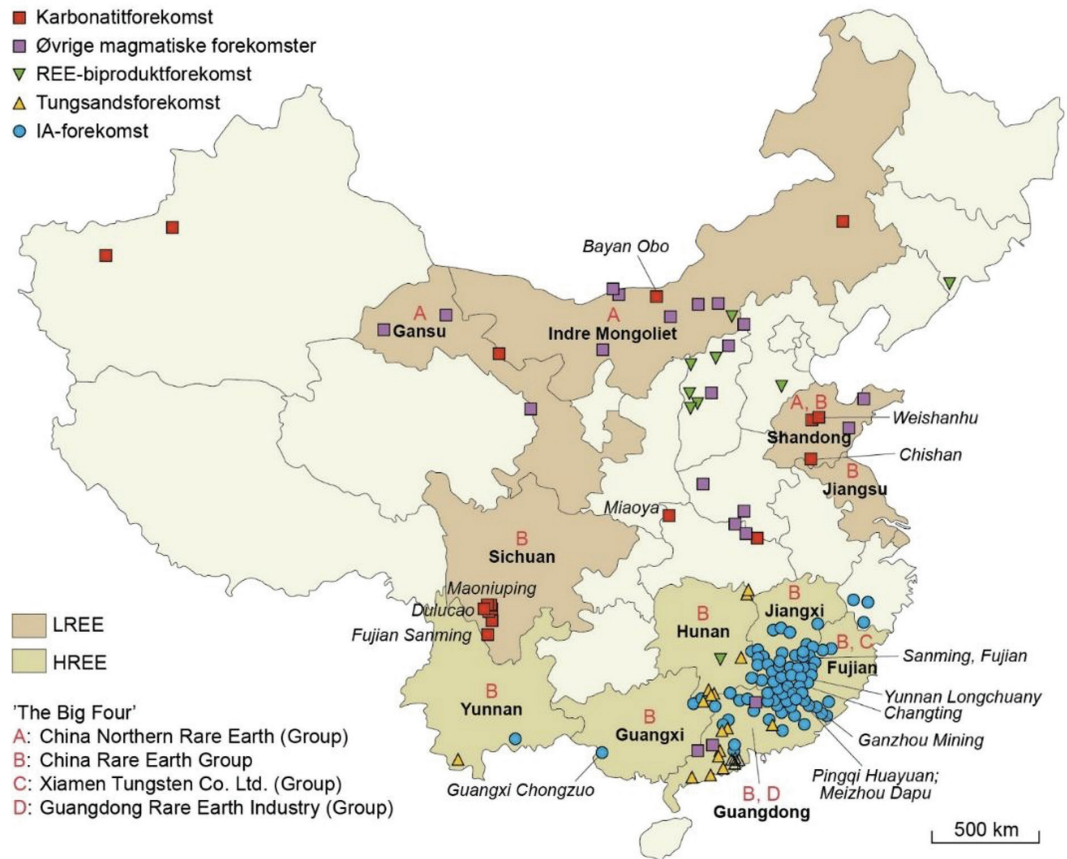 Karbonatitforekomst
Øvrige magmatiske forekomster
REE-biproduktforekomst
Tungsandsforekomst
IA-forekomst
Bayan Obo
A
Gansu
A
Indre Mongoliet
A, B
Shandong
Weishanhu
Chishan
B
Jiangsu
Miaoya
B
Sichuan
Maoniuping
Dulucao
Fujian Sanming
LREE
HREE
B
Hunan
B
Jiangxi
B, C
Fujian
Sanming, Fujian
Yunnan Longchuany
Changting
Ganzhou Mining
Pingqi Huayuan;
Meizhou Dapu
B
Yunnan
B
Guangxi
Guangxi Chongzuo
B, D
Guangdong
'The Big Four'
A: China Northern Rare Earth (Group)
B: China Rare Earth Group
C: Xiamen Tungsten Co. Ltd. (Group)
D: Guangdong Rare Earth Industry (Group)
500 km